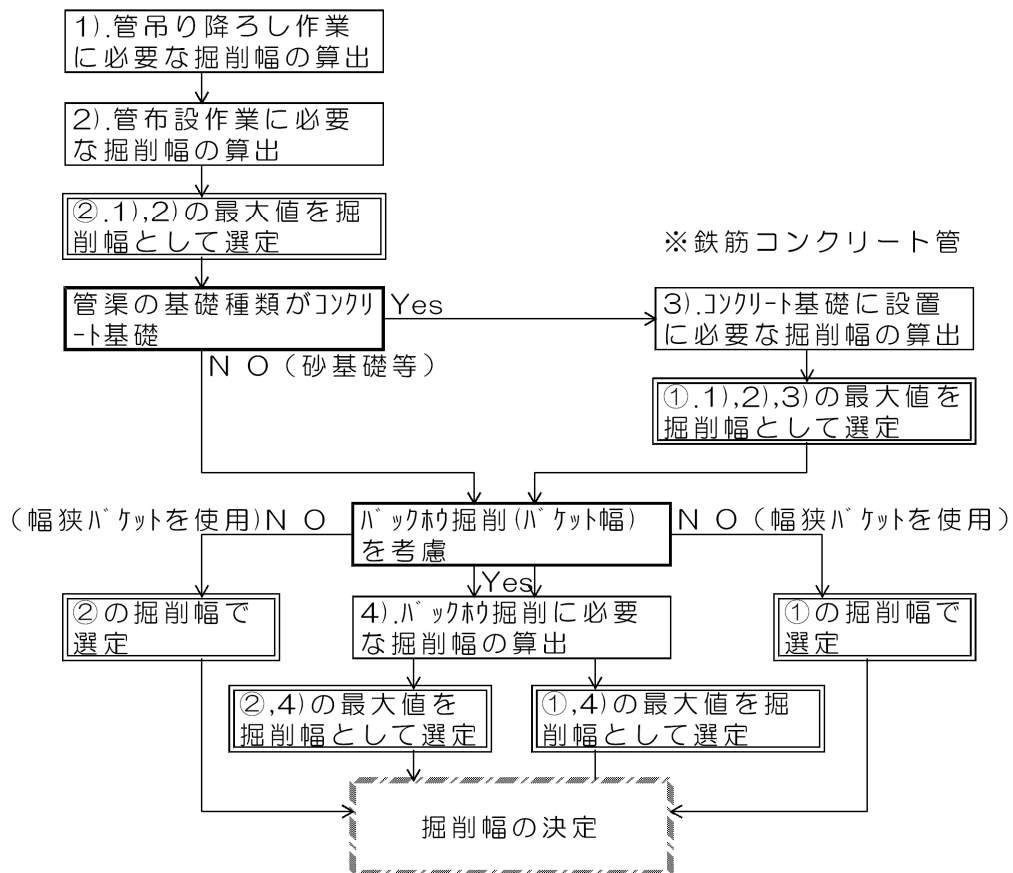 1).管吊り降ろし作業
に必要な掘削幅の算出
2).管布設作業に必要
な掘削幅の算出
②.1),2)の最大値を掘
削幅として選定
※鉄筋コンクリート管
管渠の基礎種類がｺﾝｸﾘ
ｰﾄ基礎
Yes
3).ｺﾝｸﾘｰﾄ基礎に設置
に必要な掘削幅の算出
ＮＯ（砂基礎等）
①.1),2),3)の最大値を
掘削幅として選定
（幅狭ﾊﾞｹｯﾄを使用)ＮＯ
ﾊﾞｯｸﾎｳ掘削(ﾊﾞｹｯﾄ幅)
を考慮
ＮＯ（幅狭ﾊﾞｹｯﾄを使用）
Yes
②の掘削幅で
選定
4).ﾊﾞｯｸﾎｳ掘削に必要
な掘削幅の算出
①の掘削幅で
選定
②,4)の最大値を
掘削幅として選定
①,4)の最大値を掘
削幅として選定
掘削幅の決定